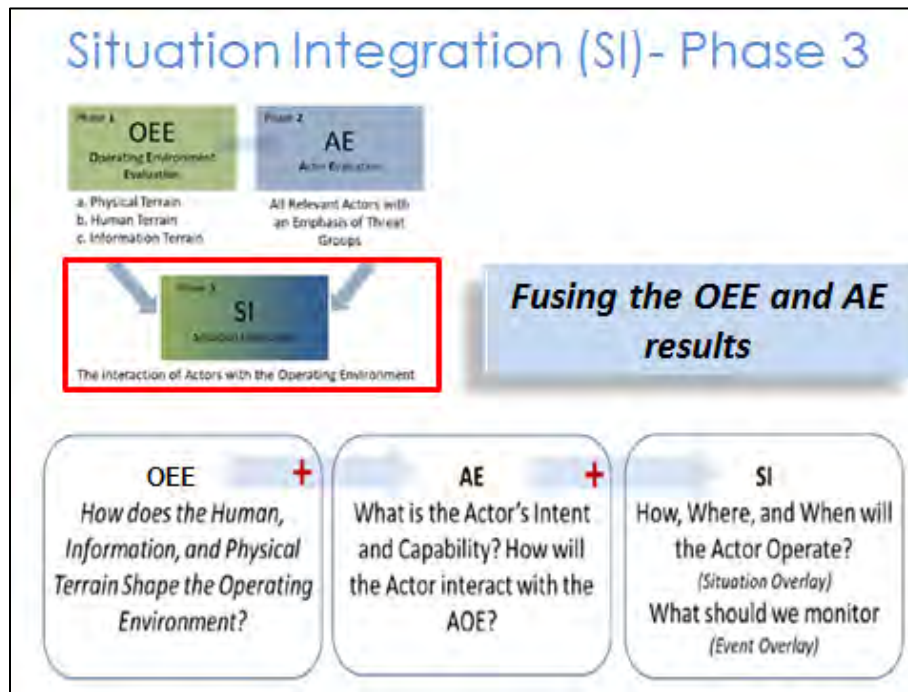 Situation Integration (SI)- Phase 3
Phase 1
OEE
Operating Environment
Evaluation
a. Physical Terrain
b. Human Terrain
c. Information Terrain
Phase 2
AE
Actor Evaluation
All Relevant Actors with
an Emphasis of Threat
Groups
Phase 3
SI
Situation Integration
The Interaction of Actors with the Operating Environment
Fusing the OEE and AE
results
OEE
+
How does the Human,
Information, and Physical
Terrain Shape the Operating
Environment?
AE
+
What is the Actor's Intent
and Capability? How will
the Actor interact with the
AOE?
SI
How, Where, and When will
the Actor Operate?
(Situation Overlay)
What should we monitor
(Event Overlay)